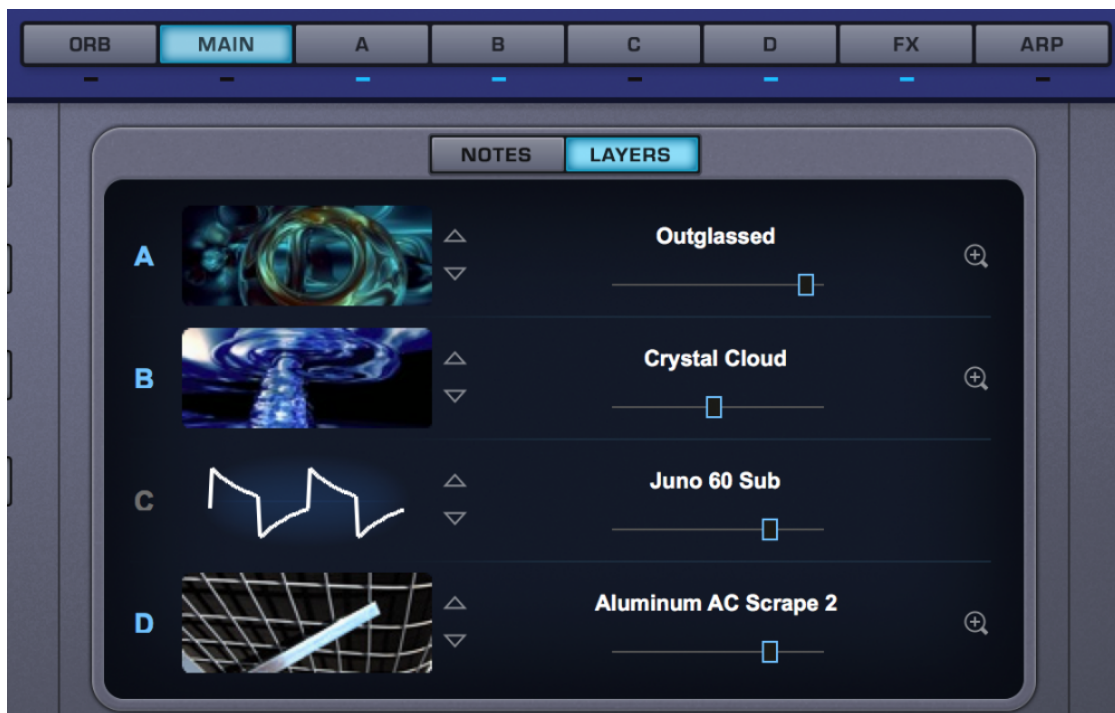 ORB MAIN A B C D FX ARP
NOTES LAYERS
A Outglassed
B Crystal Cloud
C Juno 60 Sub
D Aluminum AC Scrape 2